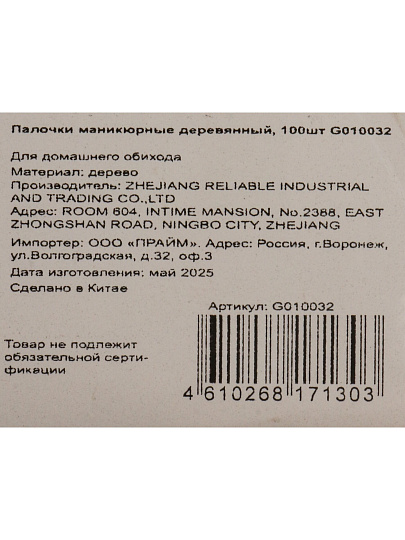 Палочки маникюрные деревянный, 100шт G010032
Для домашнего обихода
Материал: дерево
Производитель: ZHEJIANG RELIABLE INDUSTRIAL
AND TRADING CO.,LTD
Адрес: ROOM 604, INTIME MANSION, No.2388, EAST
ZHONGSHAN ROAD, NINGBO CITY, ZHEJIANG
Импортер: ООО «ПРАЙМ». Адрес: Россия, г.Воронеж,
ул.Волгоградская, д.32, оф.3
Дата изготовления: май 2025
Сделано в Китае
Артикул: G010032
Товар не подлежит
обязательной серти-
фикации
4 610268 171303